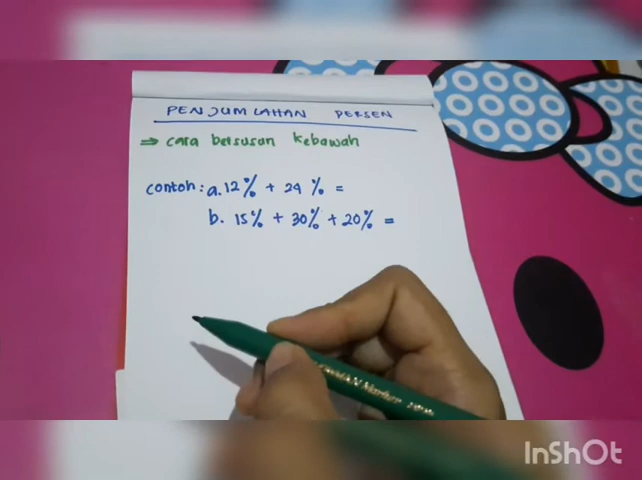 PENJUMLAHAN PERSEN
⇒ cara bersusun kebawah
contoh : a. 12% + 24 % =
b. 15% + 30% + 20% =
InShOt